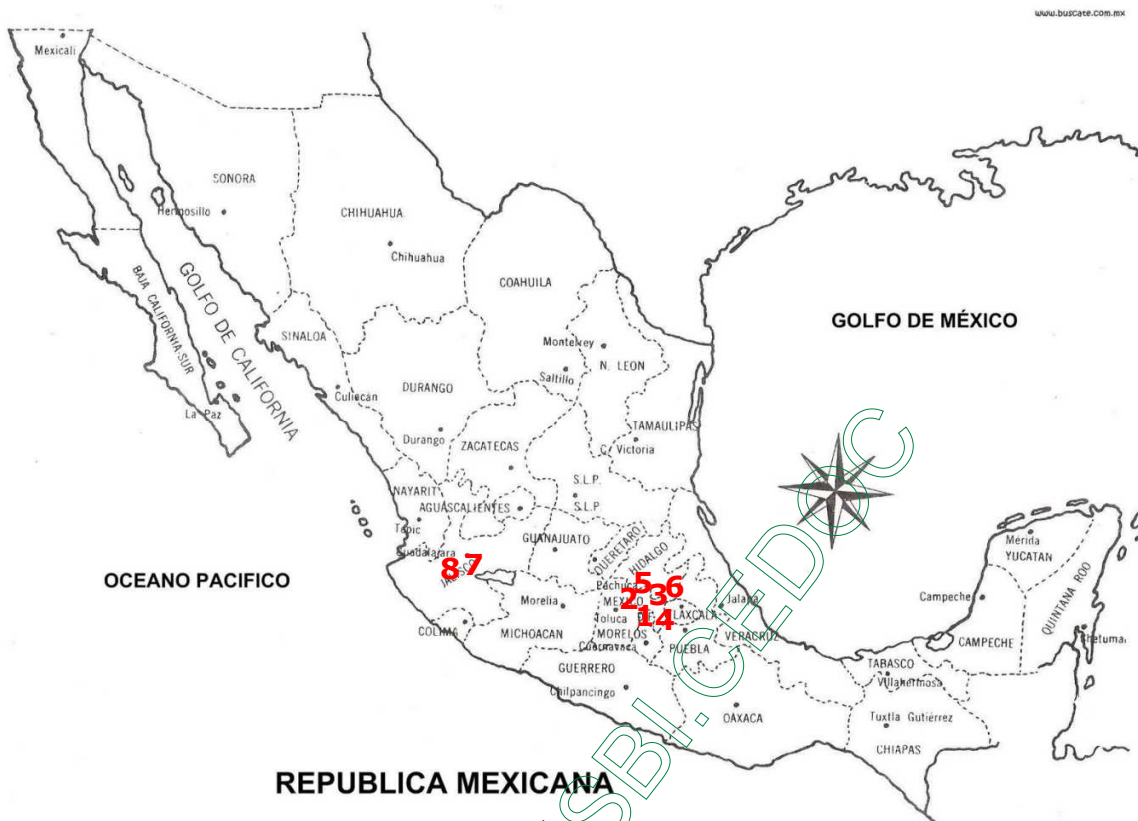 www.buscate.com.mx
Mexicali
SONORA
Hermosillo
CHIHUAHUA
Chihuahua
COAHUILA
BAJA CALIFORNIA SUR
GOLFO DE CALIFORNIA
SINALOA
GOLFO DE MÉXICO
Monterrey
N. LEON
Saltillo
DURANGO
Culiacán
La Paz
Durango
ZACATECAS
TAMAULIPAS
C. Victoria
S.L.P.
NAYARIT
AGUASCALIENTES
S.L.P
Tepic
GUANAJUATO
QUERETARO
HIDALGO
Guadalarara
JALISCO
8
7
OCEANO PACIFICO
Pachuca
5
6
3
2
MEXICO
Mérida
YUCATAN
QUINTANA ROO
Campeche
Morelia
Toluca
1
4
TLAXCALA
Jalapa
COLIMA
MICHOACAN
MORELOS
VERACRUZ
Chetumal
CAMPECHE
Cuernavaca
PUEBLA
GUERRERO
TABASCO
Villahermosa
Chilpancingo
OAXACA
Tuxtla Gutiérrez
CHIAPAS
REPUBLICA MEXICANA
SBI.CEDOC